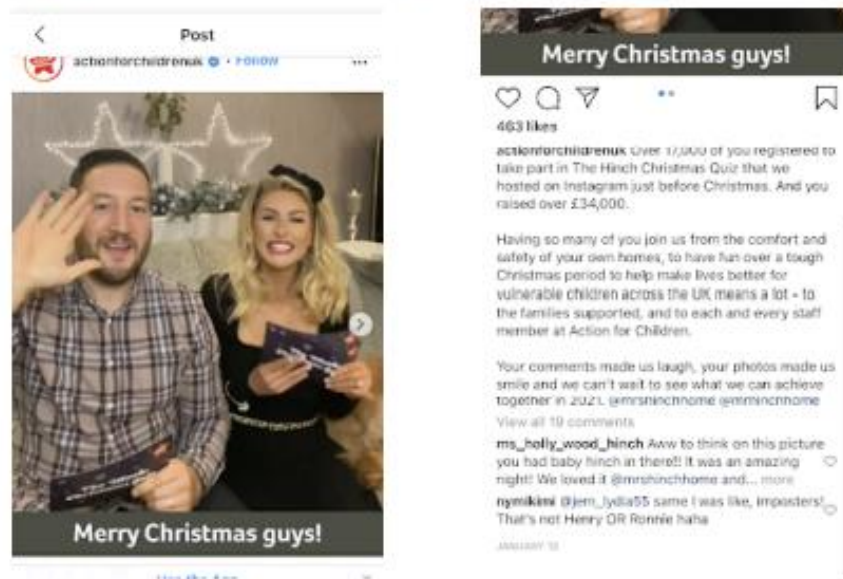 Post
actionforchildrenuk • Follow
Merry Christmas guys!
Use the App
Merry Christmas guys!
463 likes
actionforchildrenuk Over 17,000 of you registered to
take part in The Hinch Christmas Quiz that we
hosted on Instagram just before Christmas. And you
raised over £34,000.
Having so many of you join us from the comfort and
safety of your own homes, to have fun over a tough
Christmas period to help make lives better for
vulnerable children across the UK means a lot - to
the families supported, and to each and every staff
member at Action for Children.
Your comments made us laugh, your photos made us
smile and we can't wait to see what we can achieve
together in 2021. @mrshinchhome @mrhinchhome
View all 19 comments
ms_holly_wood_hinch Aww to think on this picture
you had baby hinch in there!! It was an amazing
night! We loved it @mrshinchhome and... more
nymikimi @jem_lydia55 same I was like, imposters!
That's not Henry OR Ronnie haha